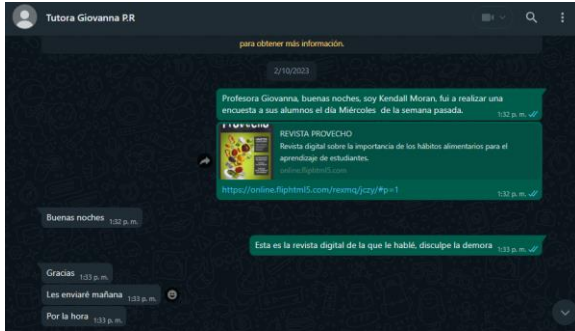 Tutora Giovanna P.R
para obtener más información.
2/10/2023
Profesora Giovanna, buenas noches, soy Kendall Moran, fui a realizar una
encuesta a sus alumnos el día Miércoles de la semana pasada.
1:32 p. m.
PROVECHO
REVISTA PROVECHO
Revista digital sobre la importancia de los hábitos alimentarios para el
aprendizaje de estudiantes.
online.fliphtml5.com
https://online.fliphtml5.com/rexmq/jczy/#p=1
1:32 p. m.
Buenas noches 1:32 p. m.
Esta es la revista digital de la que le hablé, disculpe la demora 1:33 p. m.
Gracias 1:33 p. m.
Les enviaré mañana 1:33 p. m.
Por la hora 1:33 p. m.